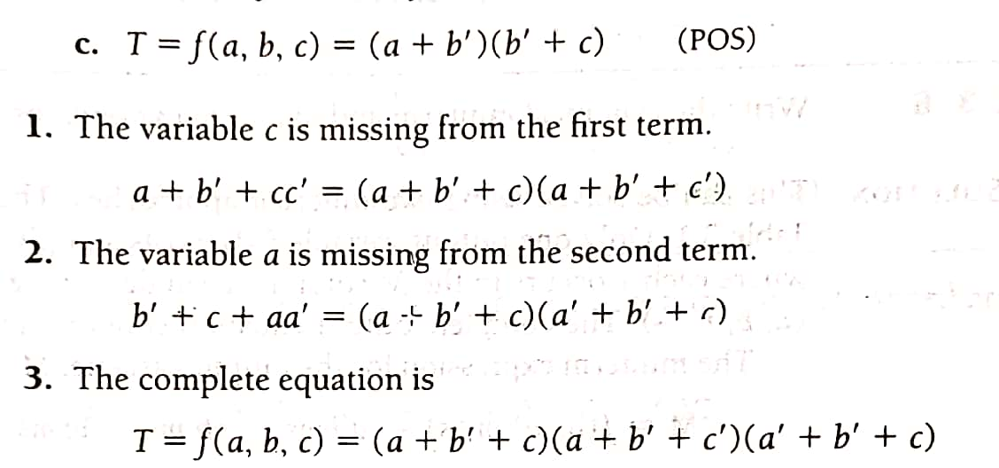 c. T = f(a, b, c) = (a + b′)(b′ + c) (POS)
1. The variable c is missing from the first term.
a + b′ + cc′ = (a + b′ + c)(a + b′ + c′)
2. The variable a is missing from the second term.
b′ + c + aa′ = (a + b′ + c)(a′ + b′ + c)
3. The complete equation is
T = f(a, b, c) = (a + b′ + c)(a + b′ + c′)(a′ + b′ + c)